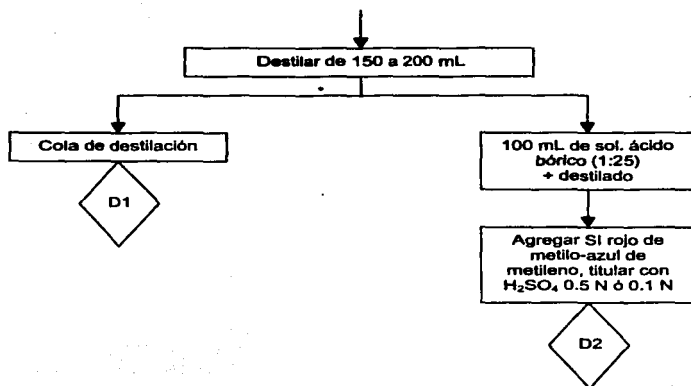 Destilar de 150 a 200 mL
Cola de destilación
D1
100 mL de sol. ácido
bórico (1:25)
+ destilado
Agregar SI rojo de
metilo-azul de
metileno, titular con
H₂SO₄ 0.5 N ó 0.1 N
D2